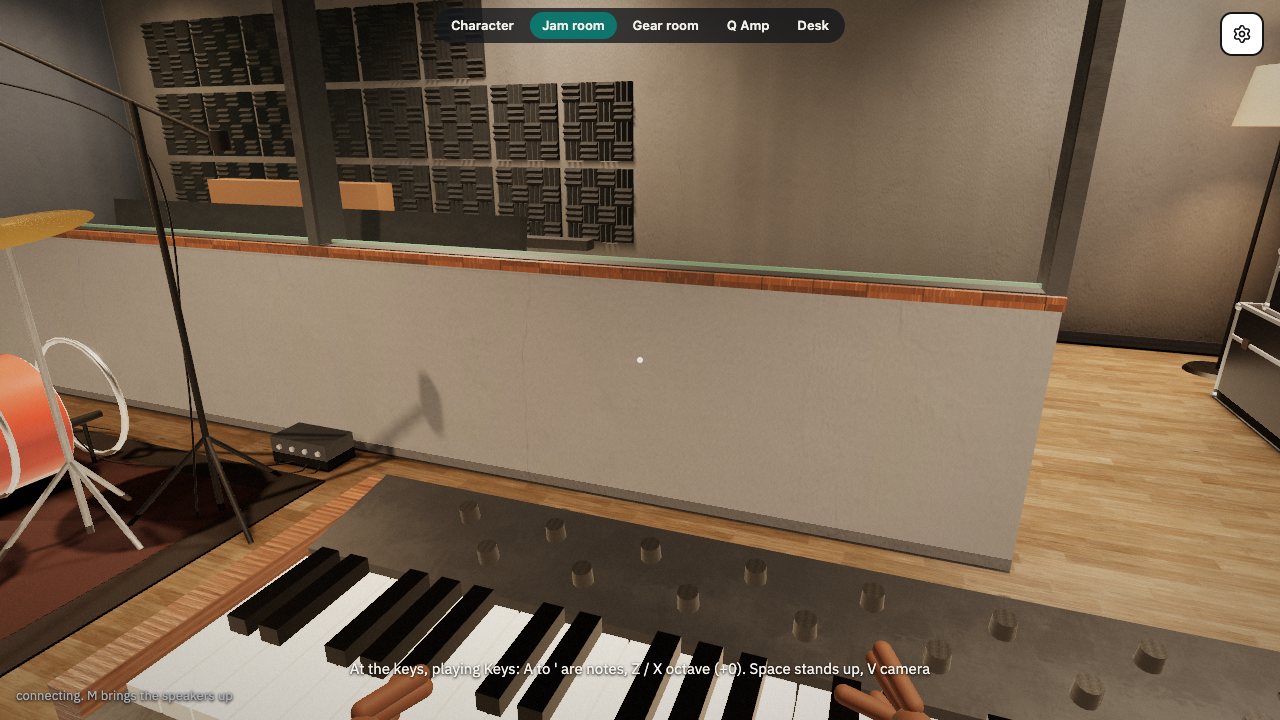 Character
Jam room
Gear room
Q Amp
Desk
At the keys, playing Keys: A to ' are notes, Z / X octave (+0). Space stands up, V camera
connecting, M brings the speakers up